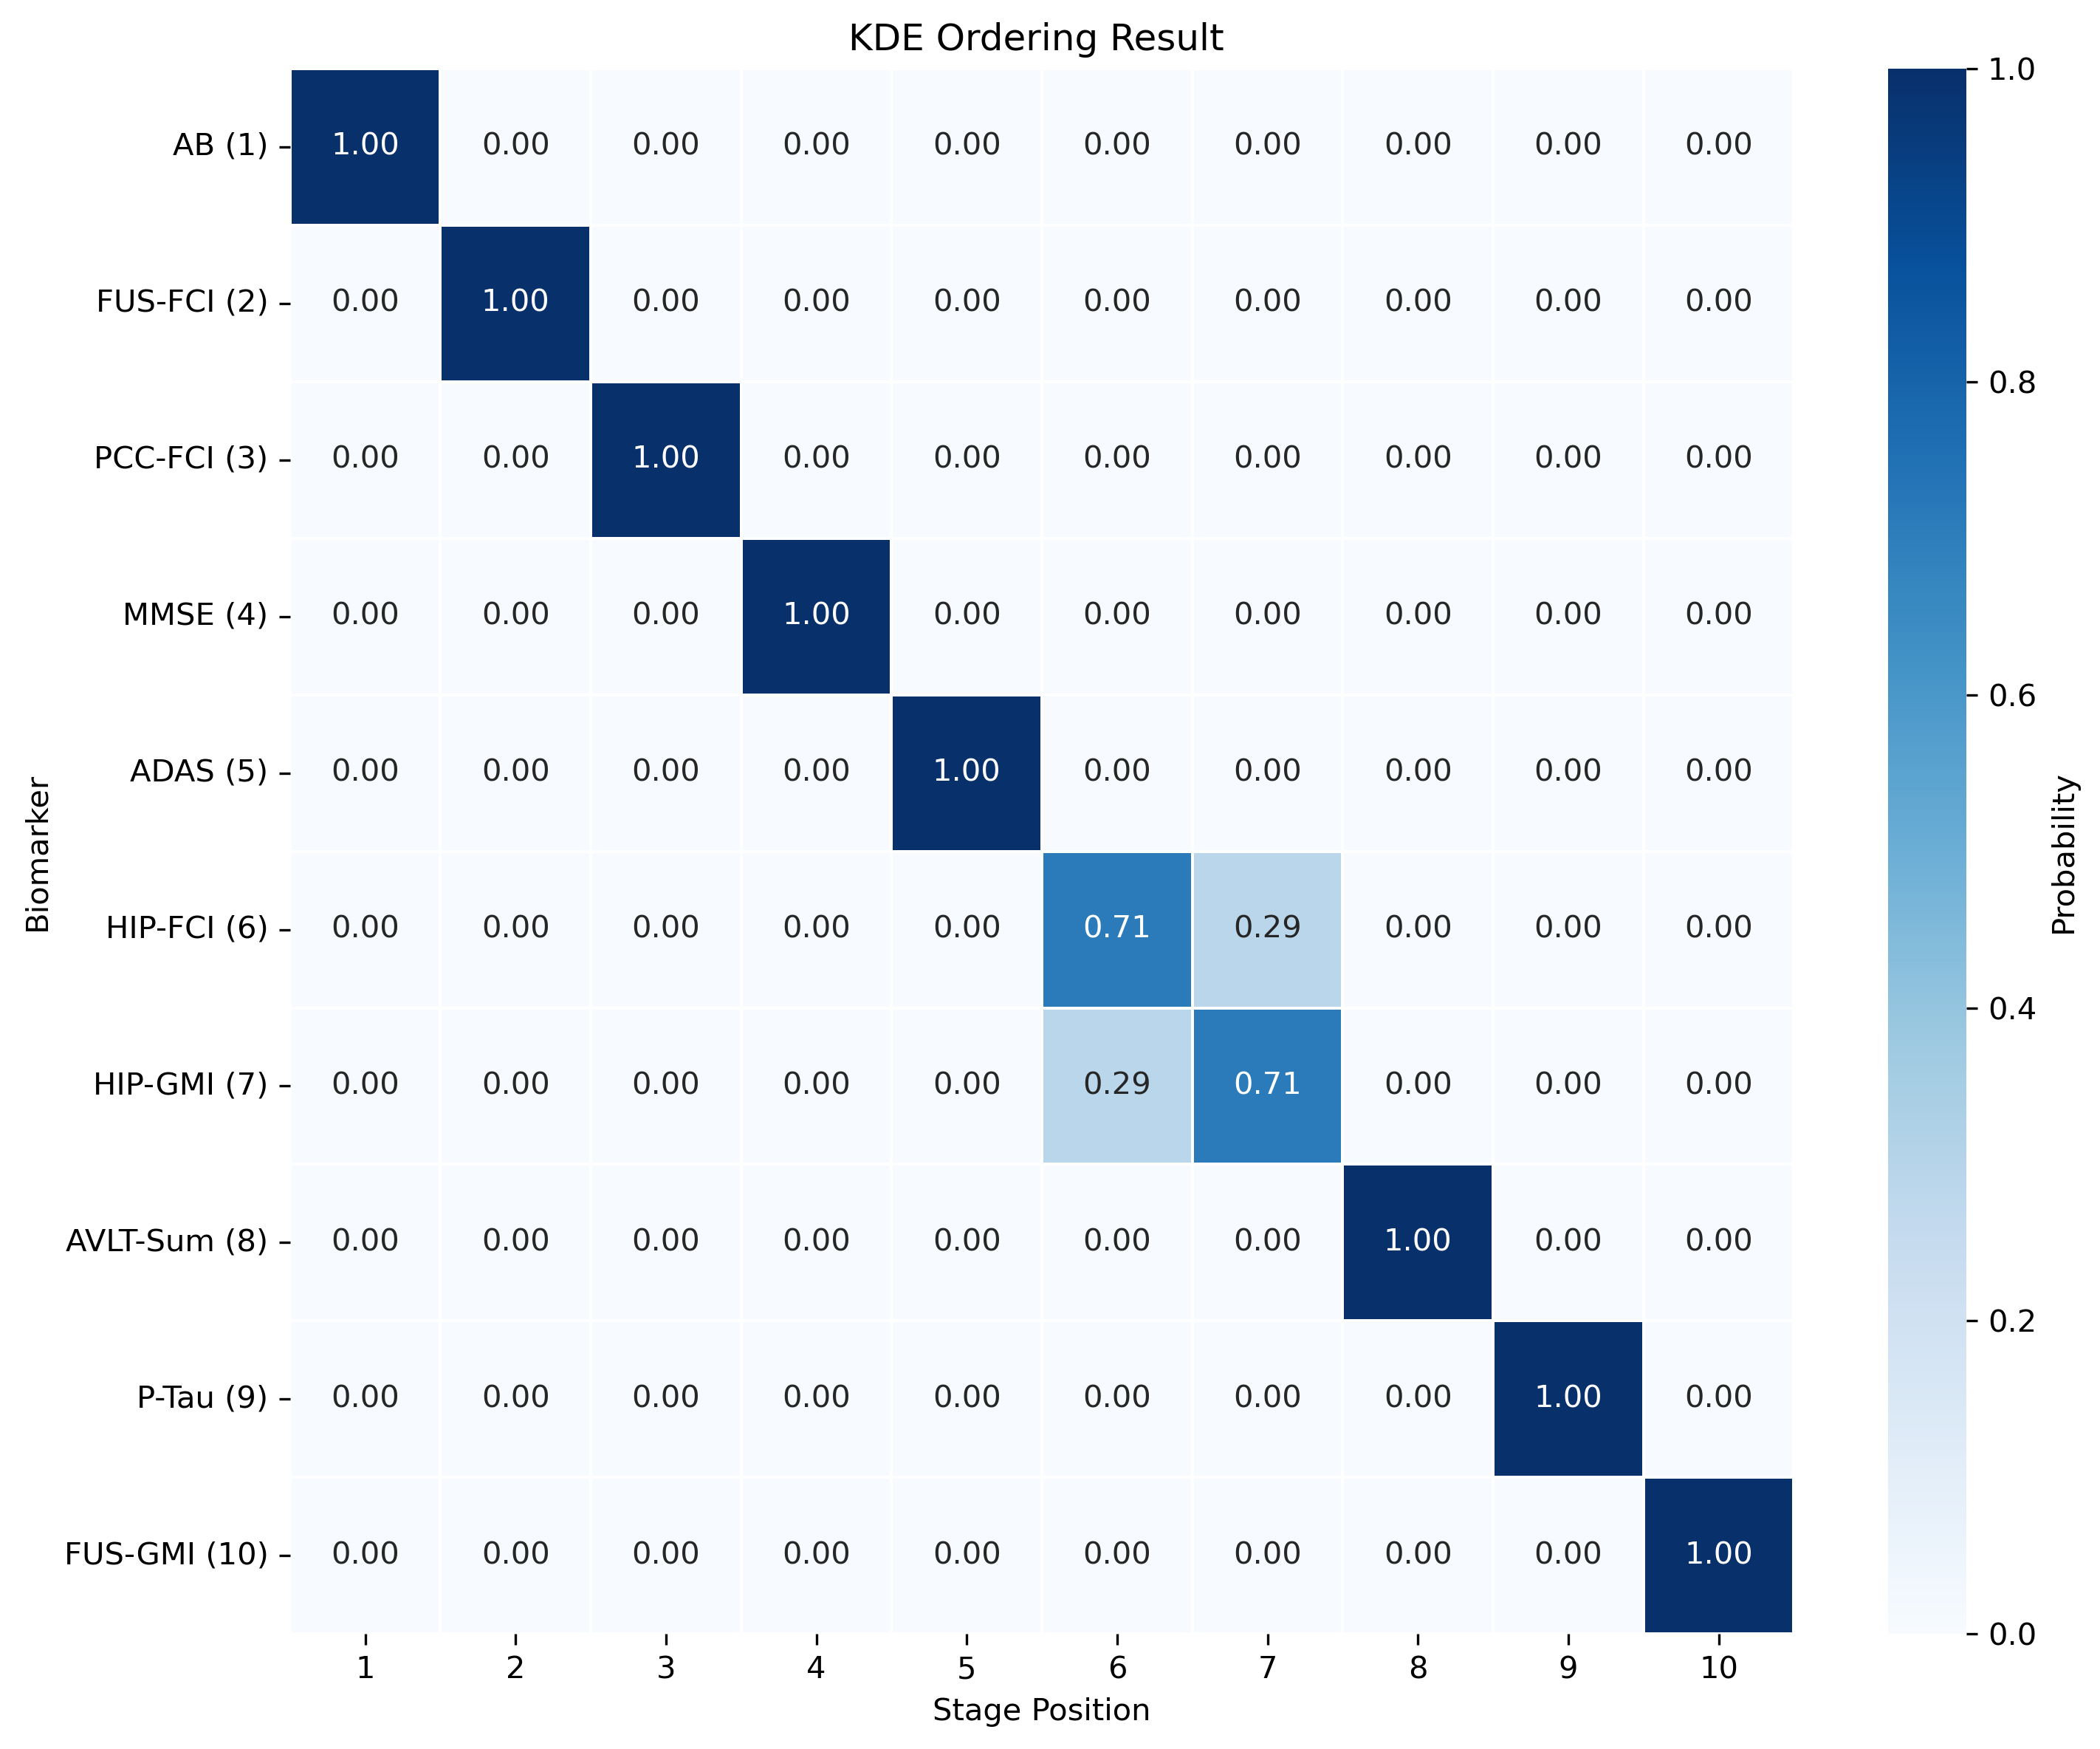 KDE Ordering Result
AB (1) 1.00 0.00 0.00 0.00 0.00 0.00 0.00 0.00 0.00 0.00
FUS-FCI (2) 0.00 1.00 0.00 0.00 0.00 0.00 0.00 0.00 0.00 0.00
PCC-FCI (3) 0.00 0.00 1.00 0.00 0.00 0.00 0.00 0.00 0.00 0.00
MMSE (4) 0.00 0.00 0.00 1.00 0.00 0.00 0.00 0.00 0.00 0.00
ADAS (5) 0.00 0.00 0.00 0.00 1.00 0.00 0.00 0.00 0.00 0.00
HIP-FCI (6) 0.00 0.00 0.00 0.00 0.00 0.71 0.29 0.00 0.00 0.00
HIP-GMI (7) 0.00 0.00 0.00 0.00 0.00 0.29 0.71 0.00 0.00 0.00
AVLT-Sum (8) 0.00 0.00 0.00 0.00 0.00 0.00 0.00 1.00 0.00 0.00
P-Tau (9) 0.00 0.00 0.00 0.00 0.00 0.00 0.00 0.00 1.00 0.00
FUS-GMI (10) 0.00 0.00 0.00 0.00 0.00 0.00 0.00 0.00 0.00 1.00
1 2 3 4 5 6 7 8 9 10
Stage Position
Biomarker
1.0
0.8
0.6
0.4
0.2
0.0
Probability